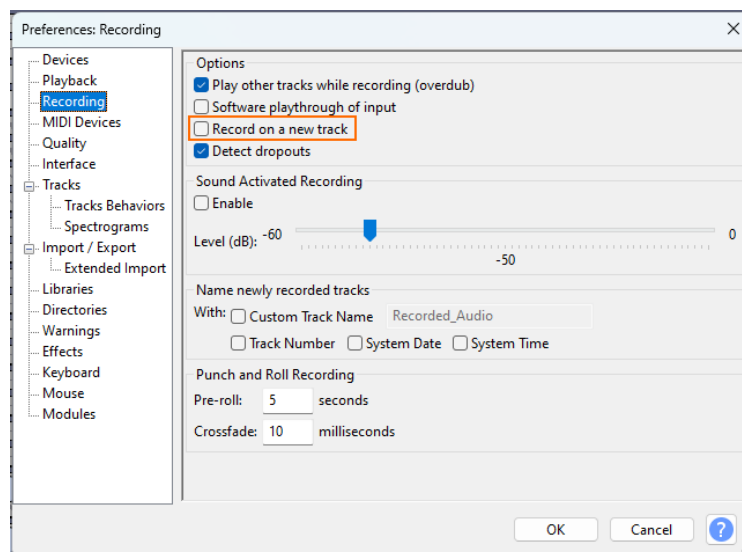 Preferences: Recording
Devices
Playback
Recording
MIDI Devices
Quality
Interface
Tracks
Tracks Behaviors
Spectrograms
Import / Export
Extended Import
Libraries
Directories
Warnings
Effects
Keyboard
Mouse
Modules
Options
Play other tracks while recording (overdub)
Software playthrough of input
Record on a new track
Detect dropouts
Sound Activated Recording
Enable
Level (dB): -60 0
-50
Name newly recorded tracks
With: Custom Track Name Recorded_Audio
Track Number System Date System Time
Punch and Roll Recording
Pre-roll: 5 seconds
Crossfade: 10 milliseconds
OK Cancel ?